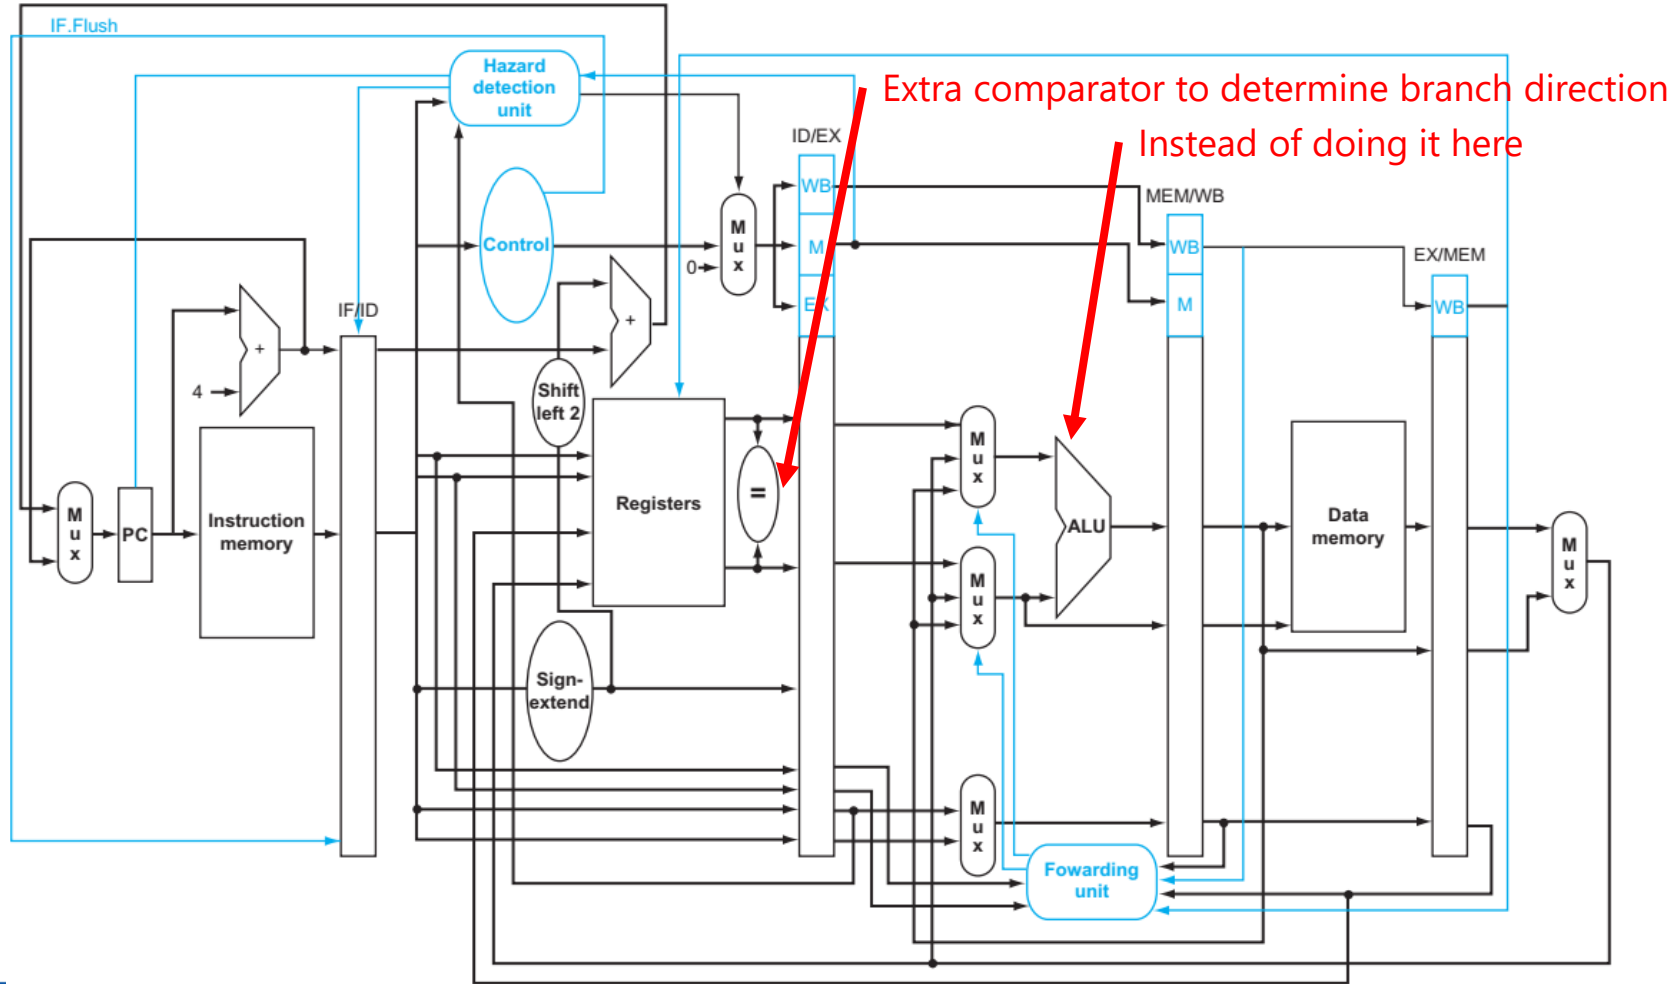 IF.Flush
Hazard
detection
unit
Extra comparator to determine branch direction
Instead of doing it here
ID/EX
WB
M
EX
MEM/WB
WB
M
EX/MEM
WB
Control
M
u
x
0
+
IF/ID
+
4
Shift
left 2
M
u
x
PC
Instruction
memory
Registers
=
M
u
x
ALU
M
u
x
Data
memory
M
u
x
Sign-
extend
M
u
x
Fowarding
unit